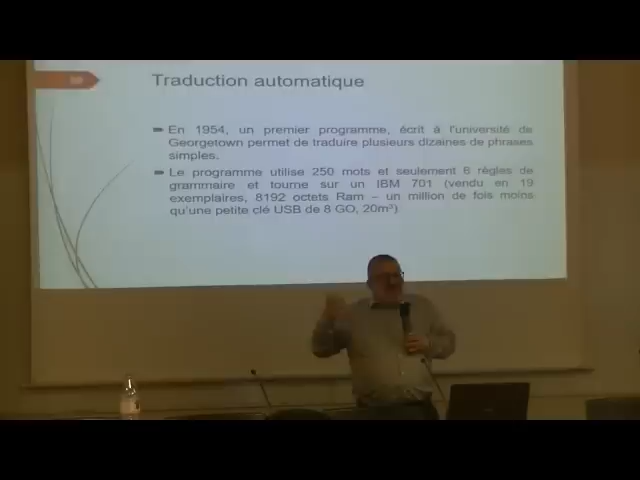 Traduction automatique
En 1954, un premier programme, écrit à l'université de
Georgetown permet de traduire plusieurs dizaines de phrases
simples.
Le programme utilise 250 mots et seulement 6 règles de
grammaire et tourne sur un IBM 701 (vendu en 19
exemplaires, 8192 octets Ram – un million de fois moins
qu'une petite clé USB de 8 GO, 20m³)